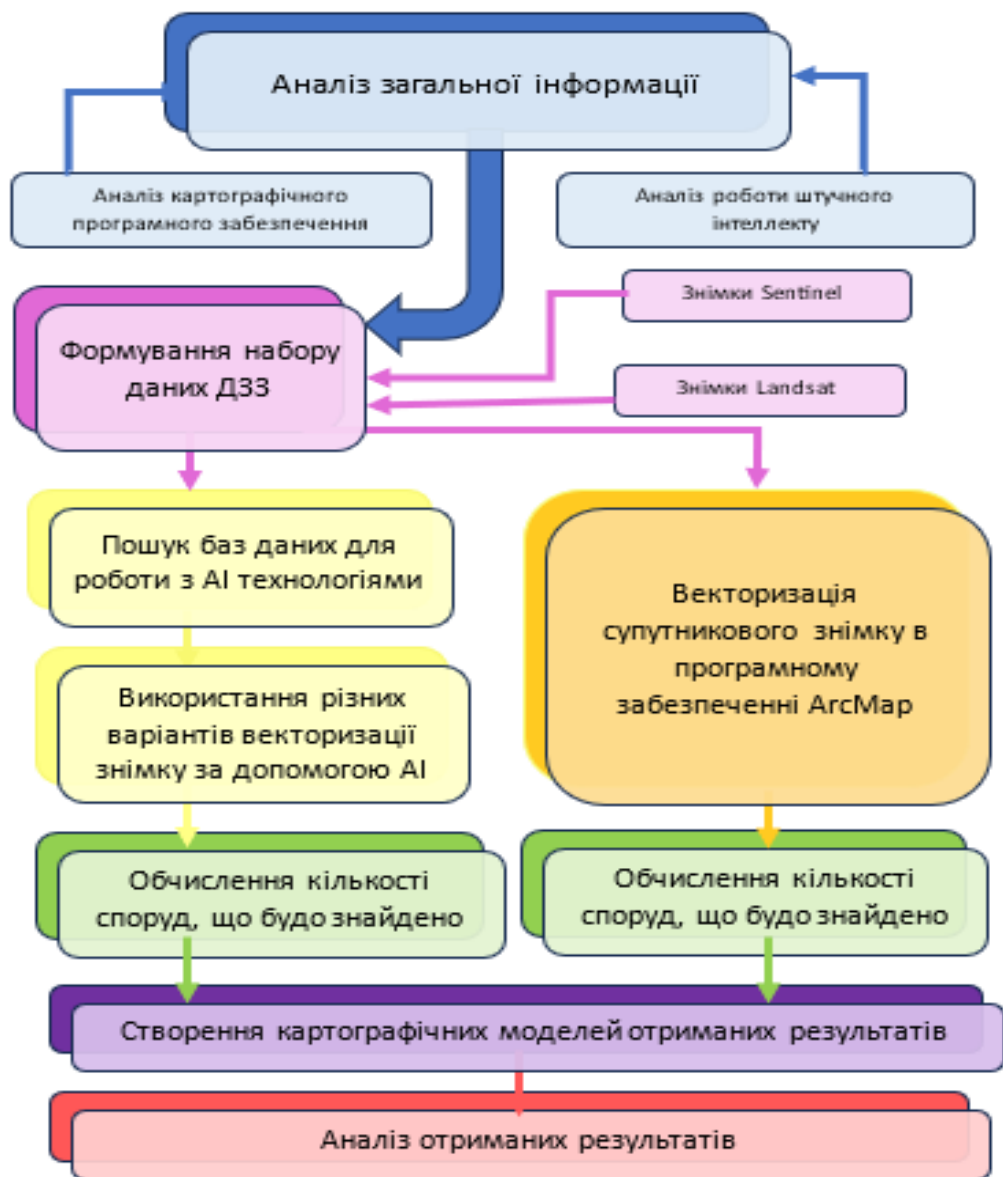 Аналіз загальної інформації
Аналіз картографічного
програмного забезпечення
Аналіз роботи штучного
інтеллекту
Знімки Sentinel
Формування набору
даних ДЗЗ
Знімки Landsat
Пошук баз даних для
роботи з AI технологіями
Векторизація
супутникового знімку в
програмному
забезпеченні ArcMap
Використання різних
варіантів векторизації
знімку за допомогою AI
Обчислення кількості
споруд, що будо знайдено
Обчислення кількості
споруд, що будо знайдено
Створення картографічних моделей отриманих результатів
Аналіз отриманих результатів